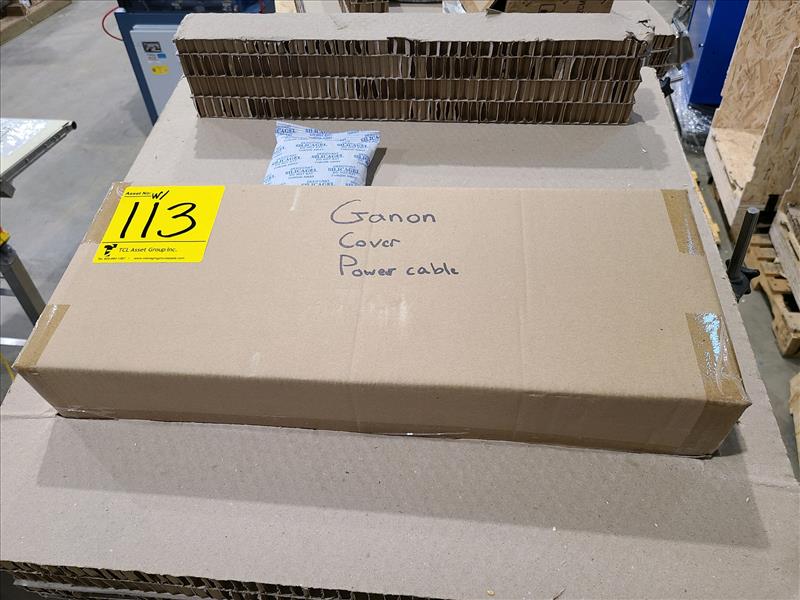 SILICAGEL
Asset No. W/
113
TCL Asset Group Inc.
Ganon
Cover
Power cable